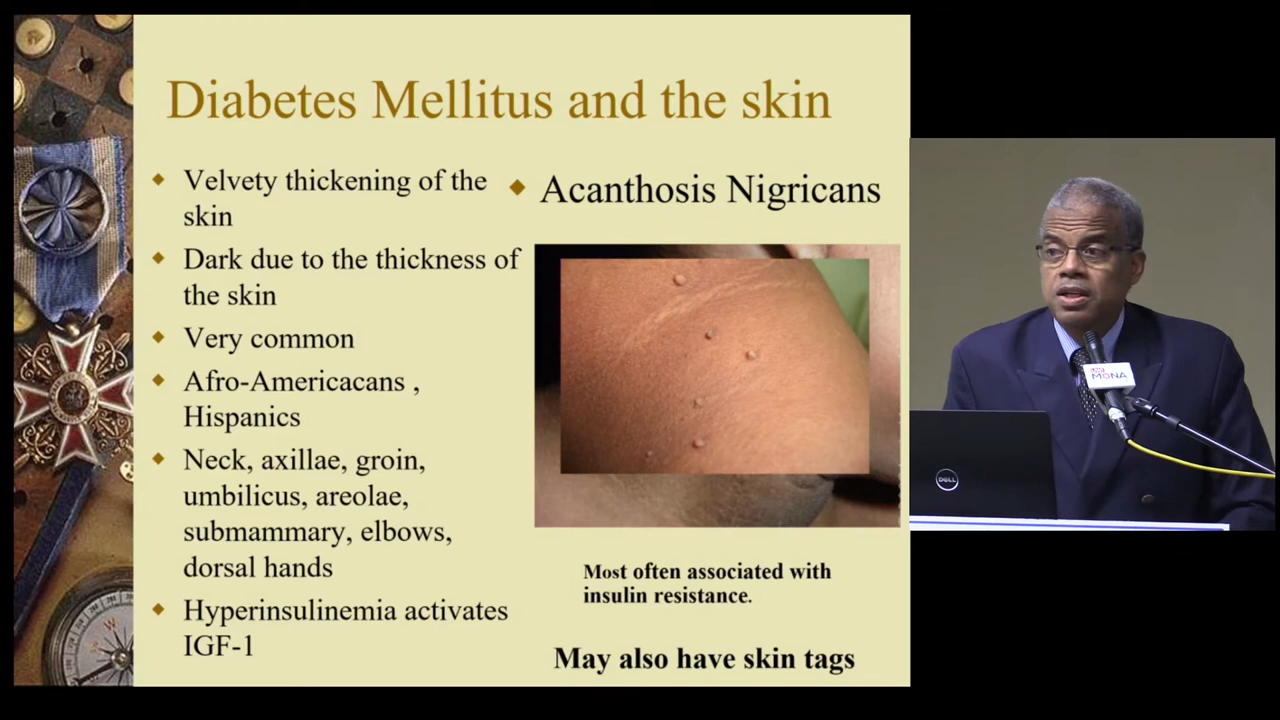 Diabetes Mellitus and the skin
Velvety thickening of the
skin
Dark due to the thickness of
the skin
Very common
Afro-Americacans ,
Hispanics
Neck, axillae, groin,
umbilicus, areolae,
submammary, elbows,
dorsal hands
Hyperinsulinemia activates
IGF-1
Acanthosis Nigricans
Most often associated with
insulin resistance.
May also have skin tags
MONA
DELL